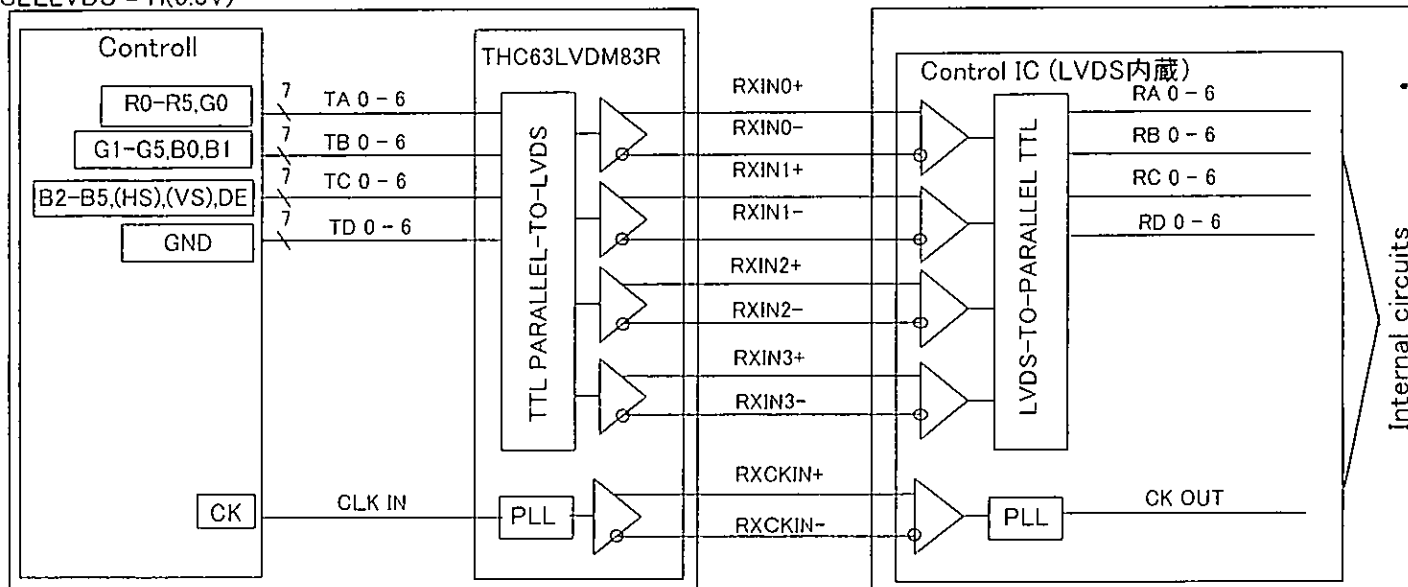 Controll
THC63LVDM83R
Control IC (LVDS内蔵)
R0-R5,G0
7
TA 0 - 6
RXIN0+
RA 0 - 6
RXIN0-
G1-G5,B0,B1
7
TB 0 - 6
RB 0 - 6
RXIN1+
B2-B5,(HS),(VS),DE
7
TC 0 - 6
RC 0 - 6
RXIN1-
GND
7
TD 0 - 6
RD 0 - 6
TTL PARALLEL-TO-LVDS
LVDS-TO-PARALLEL TTL
Internal circuits
RXIN2+
RXIN2-
RXIN3+
RXIN3-
RXCKIN+
CK
CLK IN
PLL
PLL
CK OUT
RXCKIN-